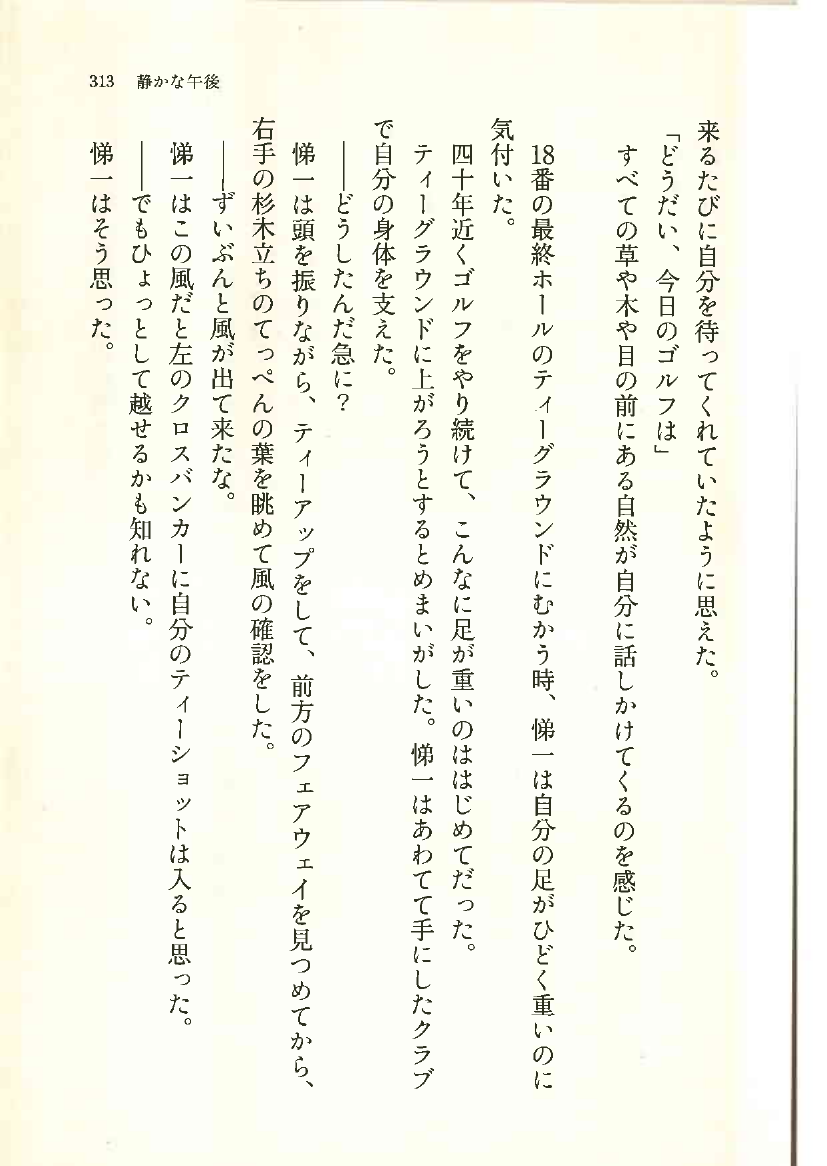 313 静かな午後
来るたびに自分を待ってくれていたように思えた。
「どうだい、今日のゴルフは」
すべての草や木や目の前にある自然が自分に話しかけてくるのを感じた。
18番の最終ホールのティーグラウンドにむかう時、悌一は自分の足がひどく重いのに
気付いた。
四十年近くゴルフをやり続けて、こんなに足が重いのははじめてだった。
ティーグラウンドに上がろうとするとめまいがした。悌一はあわてて手にしたクラブ
で自分の身体を支えた。
——どうしたんだ急に？
悌一は頭を振りながら、ティーアップをして、前方のフェアウェイを見つめてから、
右手の杉木立ちのてっぺんの葉を眺めて風の確認をした。
——ずいぶんと風が出て来たな。
悌一はこの風だと左のクロスバンカーに自分のティーショットは入ると思った。
——でもひょっとして越せるかも知れない。
悌一はそう思った。